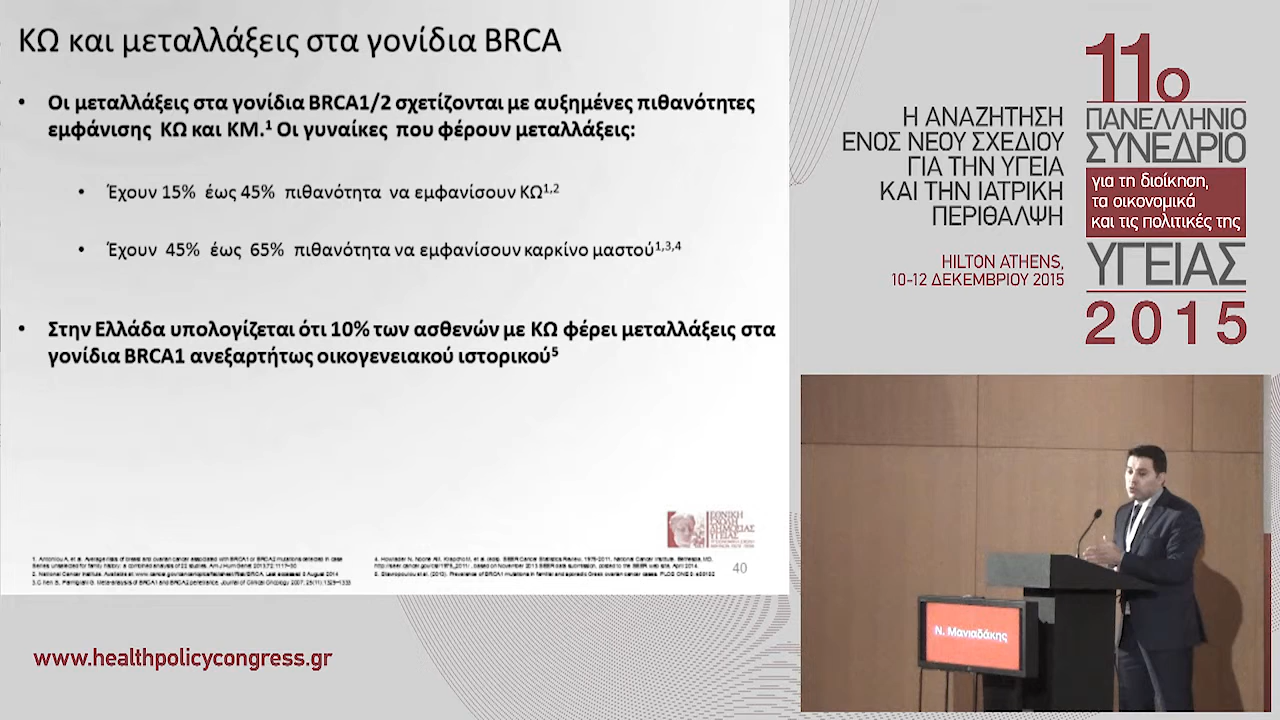 ΚΩ και μεταλλάξεις στα γονίδια BRCA
• Οι μεταλλάξεις στα γονίδια BRCA1/2 σχετίζονται με αυξημένες πιθανότητες
εμφάνισης ΚΩ και ΚΜ.¹ Οι γυναίκες που φέρουν μεταλλάξεις:
• Έχουν 15% έως 45% πιθανότητα να εμφανίσουν ΚΩ¹,²
• Έχουν 45% έως 65% πιθανότητα να εμφανίσουν καρκίνο μαστού¹,³,⁴
• Στην Ελλάδα υπολογίζεται ότι 10% των ασθενών με ΚΩ φέρει μεταλλάξεις στα
γονίδια BRCA1 ανεξαρτήτως οικογενειακού ιστορικού⁵
ΕΘΝΙΚΗ
ΣΧΟΛΗ
ΔΗΜΟΣΙΑΣ
ΥΓΕΙΑΣ
40
Η ΑΝΑΖΗΤΗΣΗ
ΕΝΟΣ ΝΕΟΥ ΣΧΕΔΙΟΥ
ΓΙΑ ΤΗΝ ΥΓΕΙΑ
ΚΑΙ ΤΗΝ ΙΑΤΡΙΚΗ
ΠΕΡΙΘΑΛΨΗ
HILTON ATHENS,
10-12 ΔΕΚΕΜΒΡΙΟΥ 2015
11ο
ΠΑΝΕΛΛΗΝΙΟ
ΣΥΝΕΔΡΙΟ
για τη διοίκηση,
τα οικονομικά
και τις πολιτικές της
ΥΓΕΙΑΣ
2015
Ν. Μανιαδάκης
www.healthpolicycongress.gr